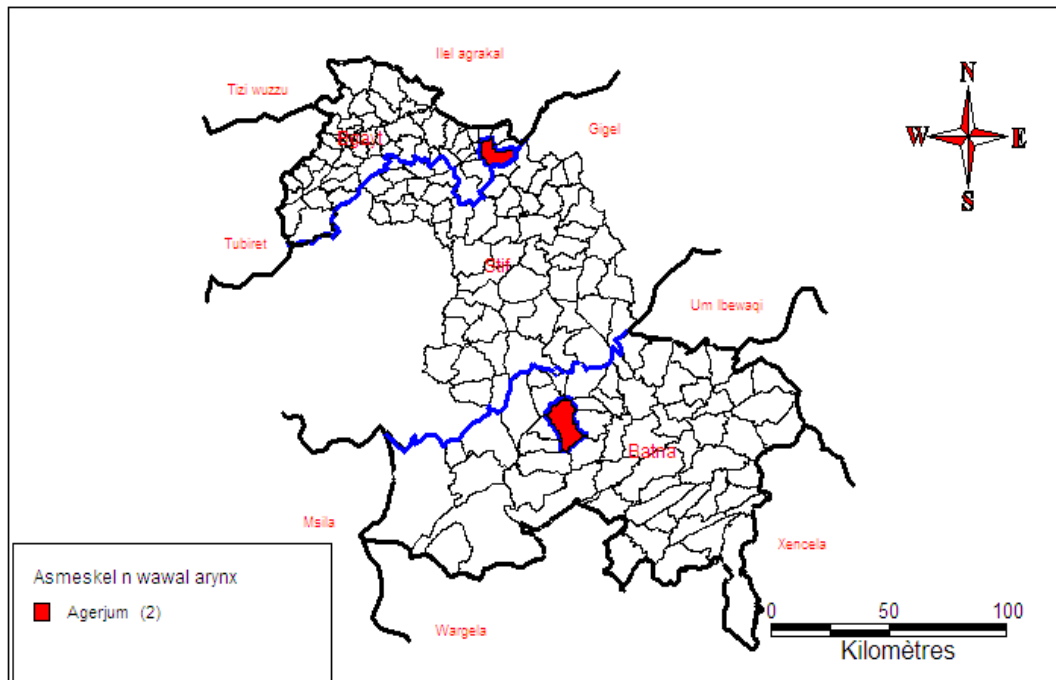 Ilel agrakal
Tizi wuzzu
Gigel
Bgayt
N
W E
S
Tubiret
Stif
Um lbewaqi
Batna
Msila
Xencela
Wargela
Asmeskel n wawal arynx
Agerjum (2)
0 50 100
Kilomètres